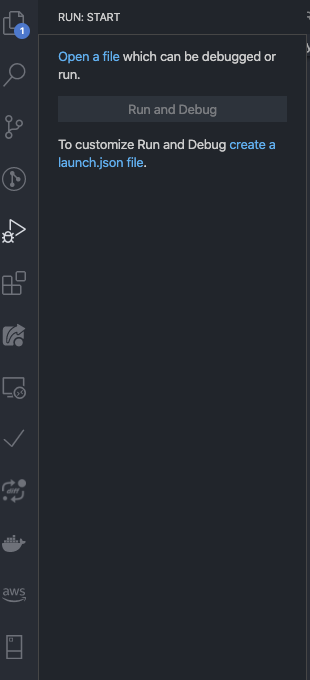 RUN: START
1
Open a file which can be debugged or
run.
Run and Debug
To customize Run and Debug create a
launch.json file.
diff
aws